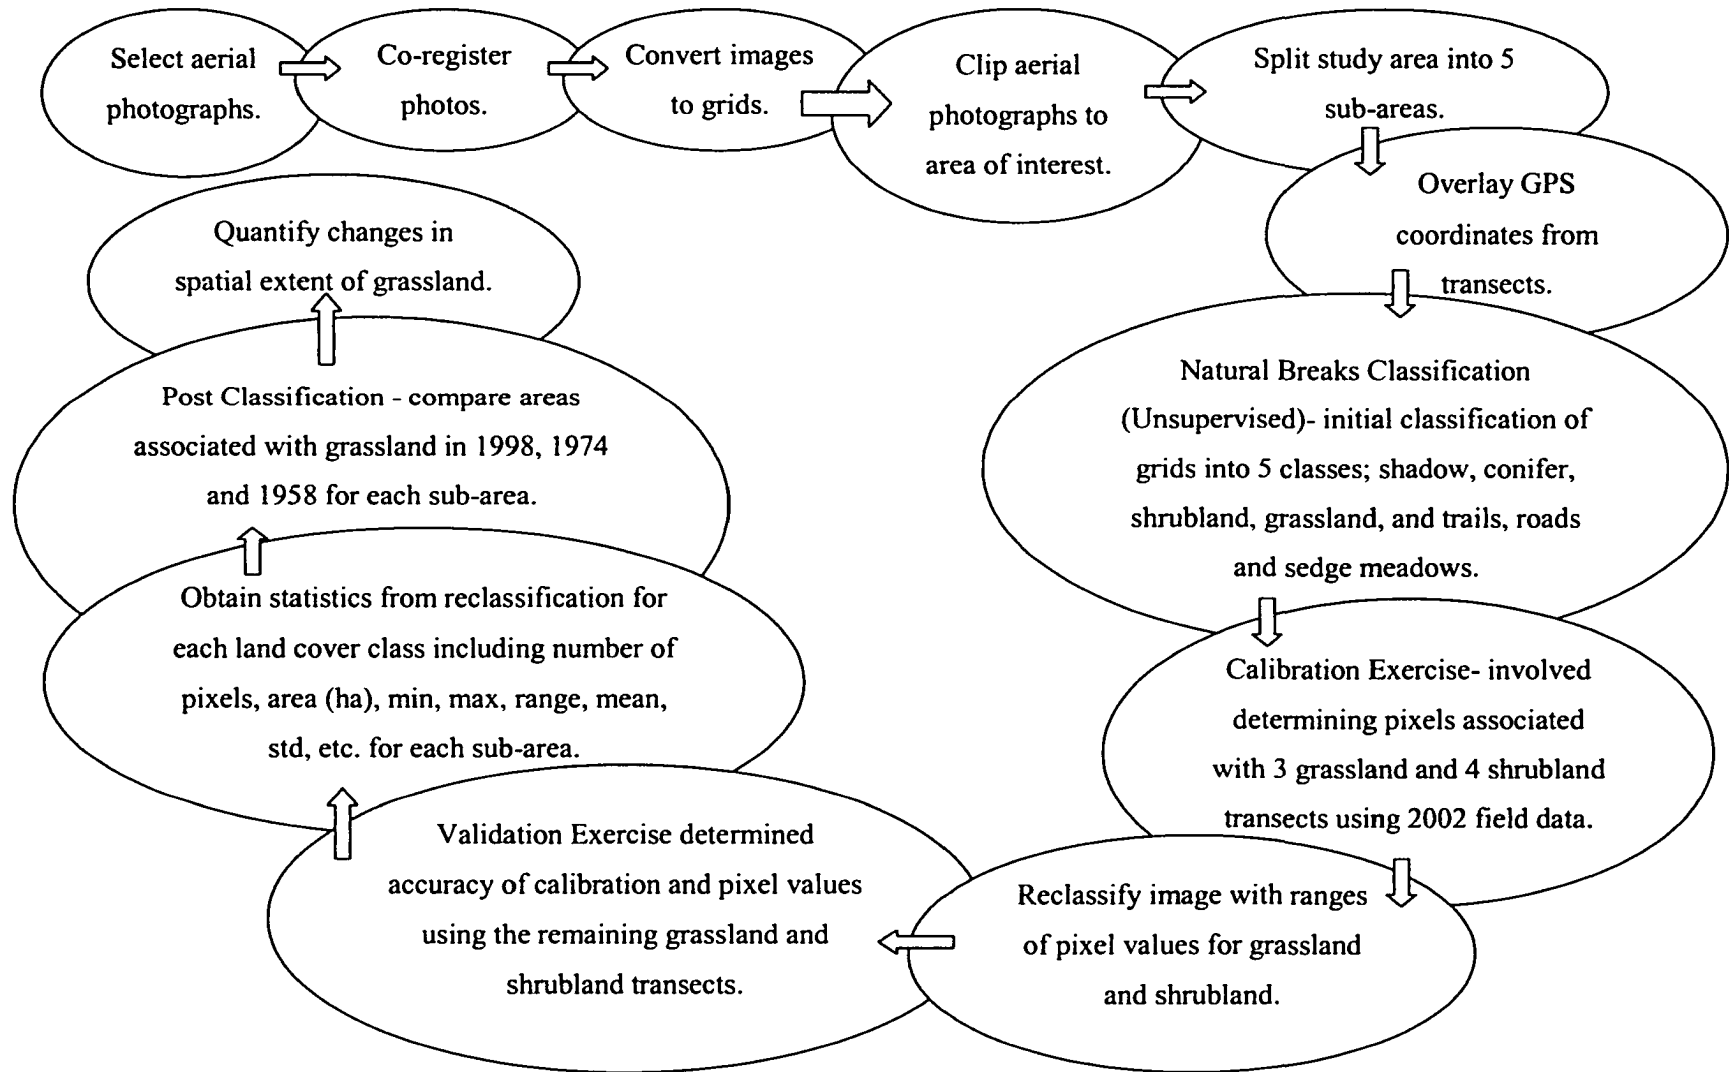 Select aerial
photographs.
Co-register
photos.
Convert images
to grids.
Clip aerial
photographs to
area of interest.
Split study area into 5
sub-areas.
Overlay GPS
coordinates from
transects.
Natural Breaks Classification
(Unsupervised)- initial classification of
grids into 5 classes; shadow, conifer,
shrubland, grassland, and trails, roads
and sedge meadows.
Calibration Exercise- involved
determining pixels associated
with 3 grassland and 4 shrubland
transects using 2002 field data.
Reclassify image with ranges
of pixel values for grassland
and shrubland.
Validation Exercise determined
accuracy of calibration and pixel values
using the remaining grassland and
shrubland transects.
Obtain statistics from reclassification for
each land cover class including number of
pixels, area (ha), min, max, range, mean,
std, etc. for each sub-area.
Post Classification - compare areas
associated with grassland in 1998, 1974
and 1958 for each sub-area.
Quantify changes in
spatial extent of grassland.